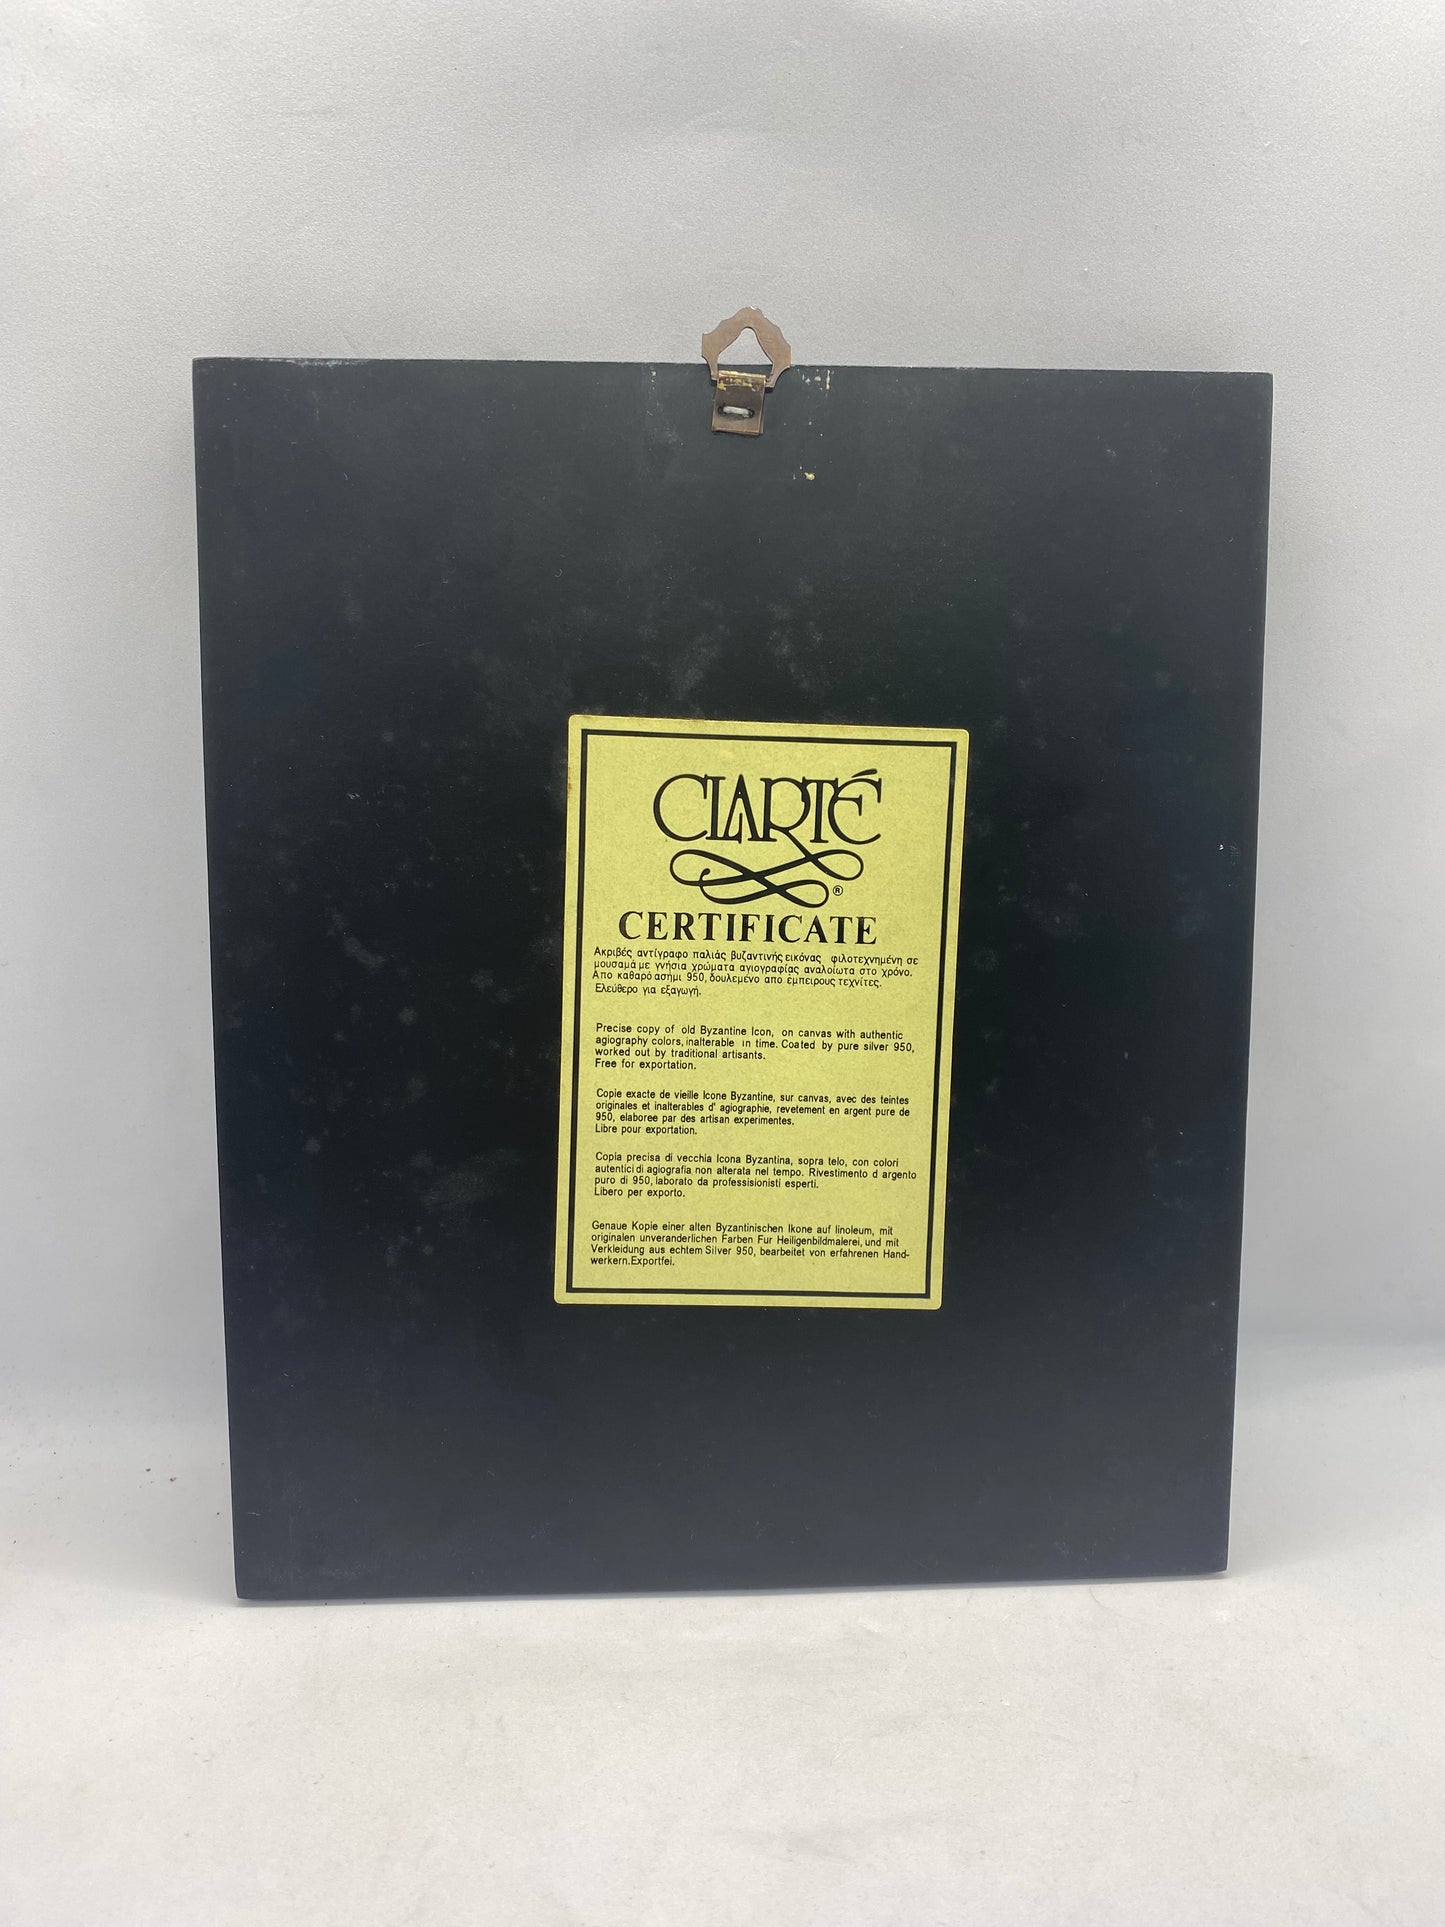 CLARTÉ
®
CERTIFICATE
Ακριβές αντίγραφο παλιάς βυζαντινής εικόνας φιλοτεχνημένη σε
μουσαμά με γνήσια χρώματα αγιογραφίας αναλοίωτα στο χρόνο.
Απο καθαρό ασήμι 950, δουλεμένο απο έμπειρους τεχνίτες.
Ελεύθερο για εξαγωγή.
Precise copy of old Byzantine Icon, on canvas with authentic
agiography colors, inalterable in time. Coated by pure silver 950,
worked out by traditional artisants.
Free for exportation.
Copie exacte de vieille Icone Byzantine, sur canvas, avec des teintes
originales et inalterables d' agiographie, revetement en argent pure de
950, elaboree par des artisan experimentes.
Libre pour exportation.
Copia precisa di vecchia Icona Byzantina, sopra telo, con colori
autentici di agiografia non alterata nel tempo. Rivestimento d argento
puro di 950, laborato da professisionisti esperti.
Libero per exporto.
Genaue Kopie einer alten Byzantinischen Ikone auf linoleum, mit
originalen unveranderlichen Farben Fur Heiligenbildmalerei, und mit
Verkleidung aus echtem Silver 950, bearbeitet von erfahrenen Hand-
werkern. Exportfei.